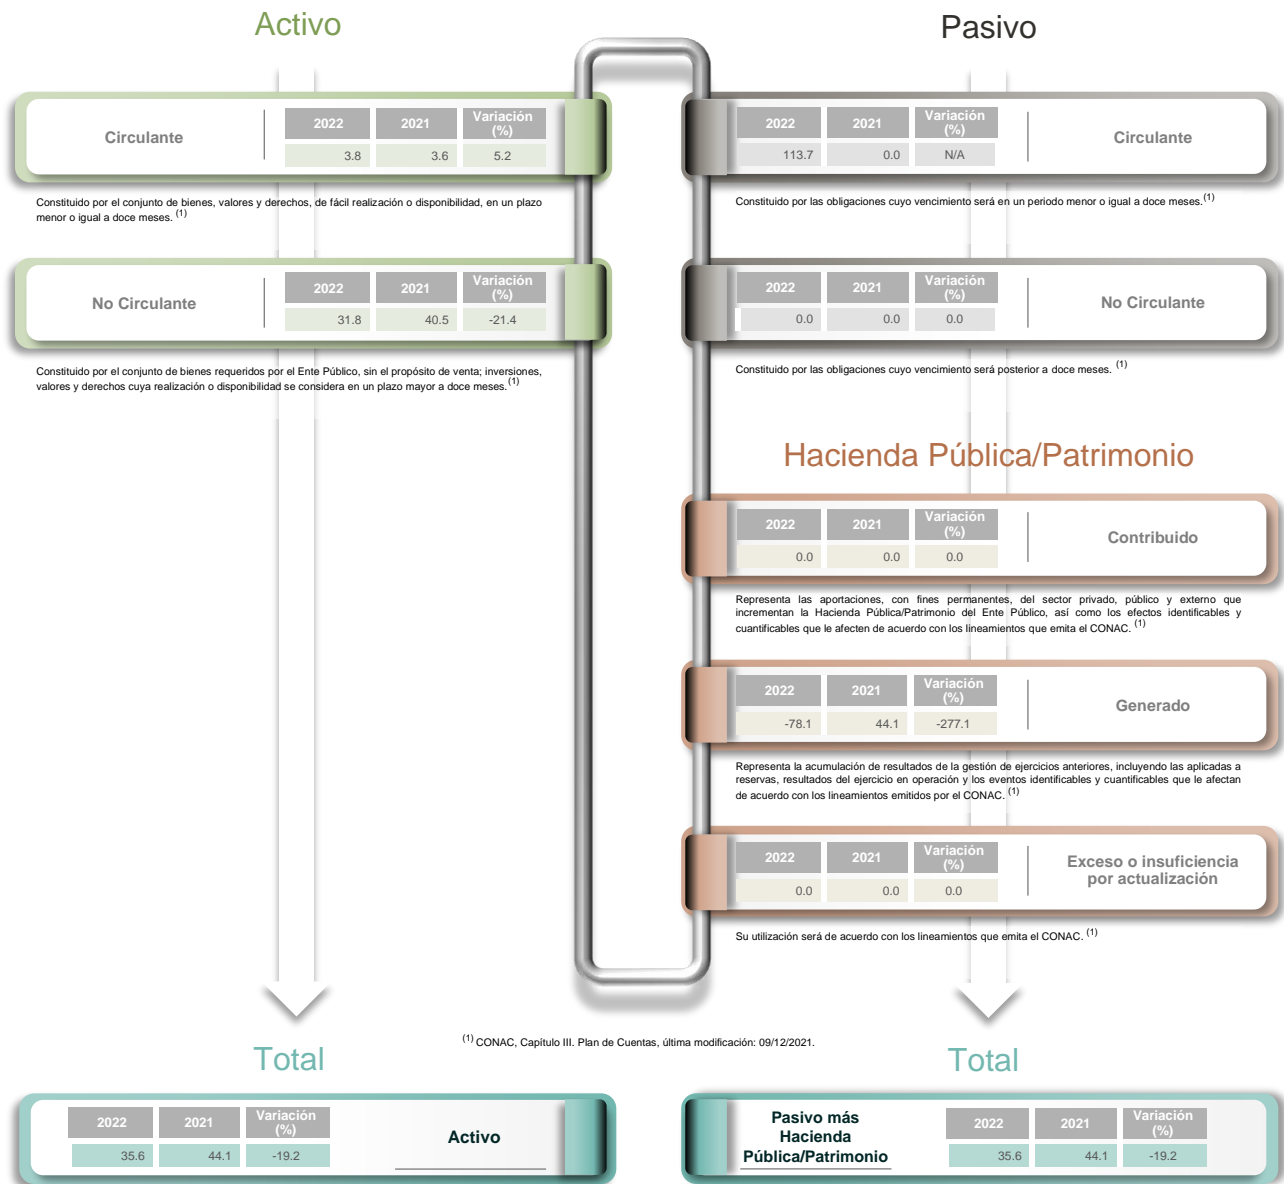 Activo
Circulante
2022 2021 Variación (%)
3.8 3.6 5.2
Constituido por el conjunto de bienes, valores y derechos, de fácil realización o disponibilidad, en un plazo
menor o igual a doce meses. (1)
No Circulante
2022 2021 Variación (%)
31.8 40.5 -21.4
Constituido por el conjunto de bienes requeridos por el Ente Público, sin el propósito de venta; inversiones,
valores y derechos cuya realización o disponibilidad se considera en un plazo mayor a doce meses. (1)
Pasivo
2022 2021 Variación (%)
113.7 0.0 N/A
Circulante
Constituido por las obligaciones cuyo vencimiento será en un periodo menor o igual a doce meses. (1)
2022 2021 Variación (%)
0.0 0.0 0.0
No Circulante
Constituido por las obligaciones cuyo vencimiento será posterior a doce meses. (1)
Hacienda Pública/Patrimonio
2022 2021 Variación (%)
0.0 0.0 0.0
Contribuido
Representa las aportaciones, con fines permanentes, del sector privado, público y externo que
incrementan la Hacienda Pública/Patrimonio del Ente Público, así como los efectos identificables y
cuantificables que le afecten de acuerdo con los lineamientos que emita el CONAC. (1)
2022 2021 Variación (%)
-78.1 44.1 -277.1
Generado
Representa la acumulación de resultados de la gestión de ejercicios anteriores, incluyendo las aplicadas a
reservas, resultados del ejercicio en operación y los eventos identificables y cuantificables que le afectan
de acuerdo con los lineamientos emitidos por el CONAC. (1)
2022 2021 Variación (%)
0.0 0.0 0.0
Exceso o insuficiencia
por actualización
Su utilización será de acuerdo con los lineamientos que emita el CONAC. (1)
(1) CONAC, Capítulo III. Plan de Cuentas, última modificación: 09/12/2021.
Total
2022 2021 Variación (%)
35.6 44.1 -19.2
Activo
Total
Pasivo más
Hacienda
Pública/Patrimonio
2022 2021 Variación (%)
35.6 44.1 -19.2